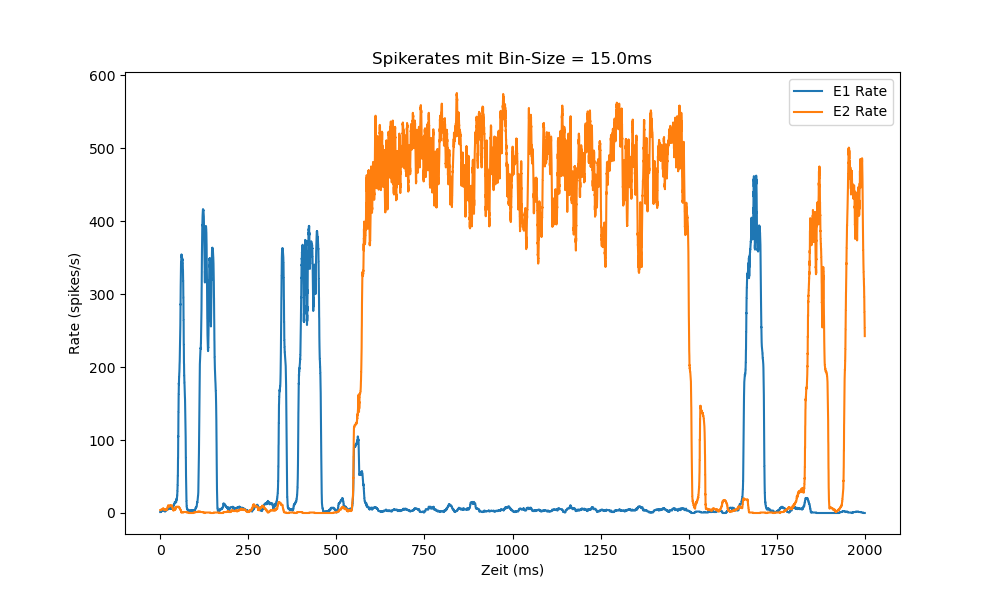 Spikerates mit Bin-Size = 15.0ms
E1 Rate
E2 Rate
Rate (spikes/s)
600
500
400
300
200
100
0
0 250 500 750 1000 1250 1500 1750 2000
Zeit (ms)